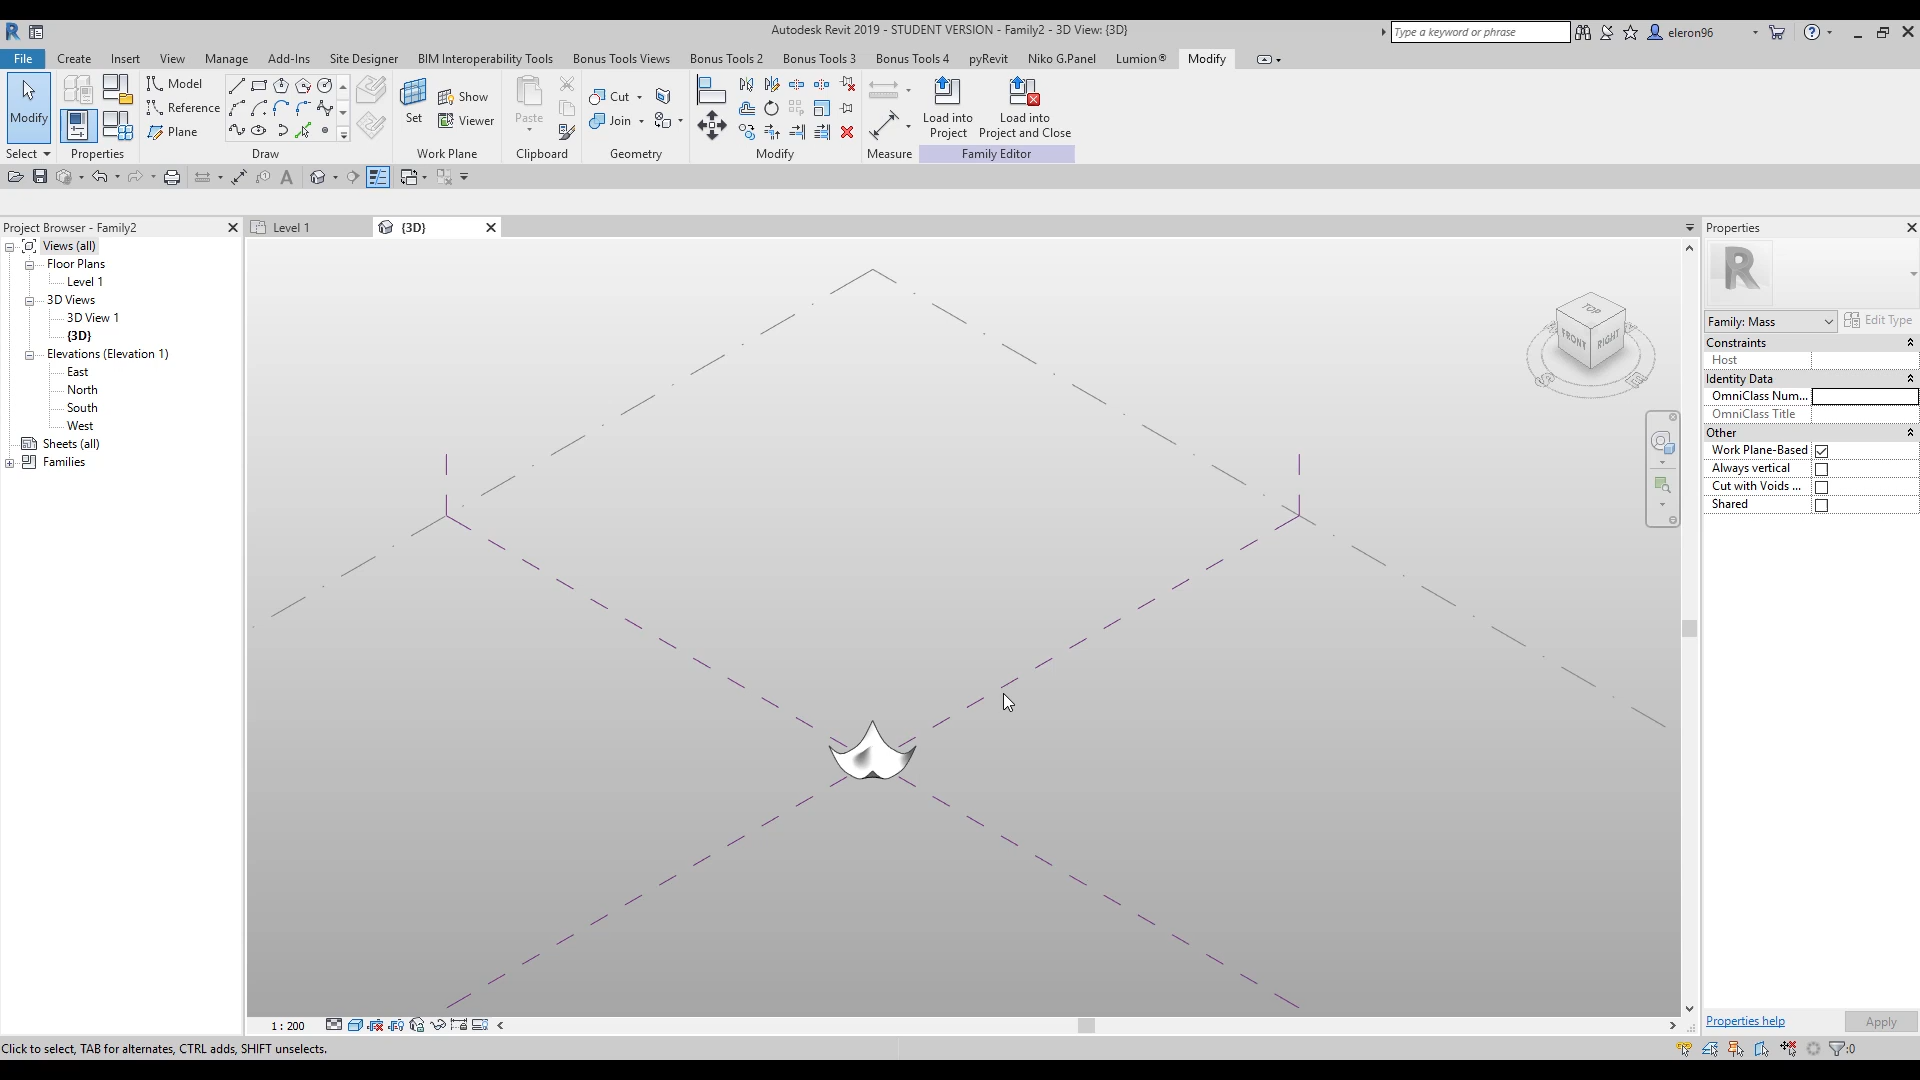 Autodesk Revit 2019 - STUDENT VERSION - Family2 - 3D View: {3D}
Type a keyword or phrase
eleron96
File Create Insert View Manage Add-Ins Site Designer BIM Interoperability Tools Bonus Tools Views Bonus Tools 2 Bonus Tools 3 Bonus Tools 4 pyRevit Niko G.Panel Lumion® Modify
Modify
Model
Reference
Plane
Set
Show
Viewer
Paste
Cut
Join
Load into Project
Load into Project and Close
Select Properties Draw Work Plane Clipboard Geometry Modify Measure Family Editor
Project Browser - Family2
Views (all)
Floor Plans
Level 1
3D Views
3D View 1
{3D}
Elevations (Elevation 1)
East
North
South
West
Sheets (all)
Families
Level 1
{3D}
TOP
FRONT
RIGHT
S
E
Properties
R
Family: Mass
Edit Type
Constraints
Host
Identity Data
OmniClass Num...
OmniClass Title
Other
Work Plane-Based
Always vertical
Cut with Voids ...
Shared
Properties help
Apply
1 : 200
Click to select, TAB for alternates, CTRL adds, SHIFT unselects.
:0